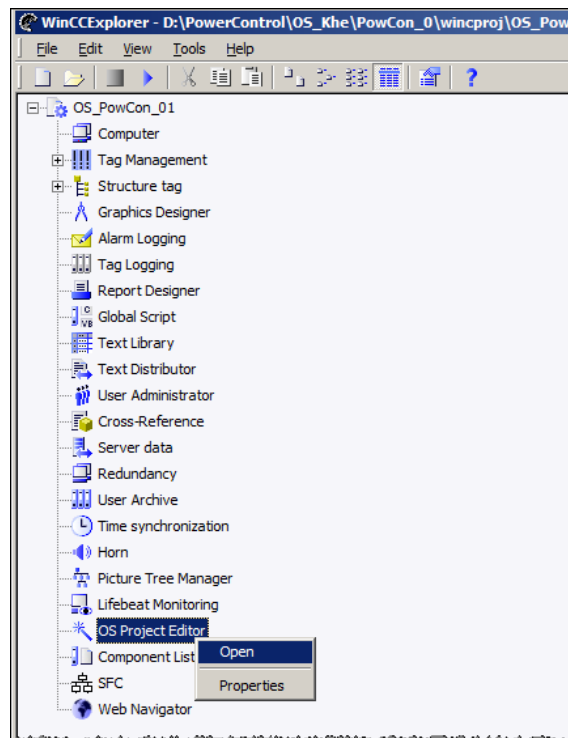 WinCCExplorer - D:\PowerControl\OS_Khe\PowCon_0\wincproj\OS_Pow
File Edit View Tools Help
OS_PowCon_01
Computer
Tag Management
Structure tag
Graphics Designer
Alarm Logging
Tag Logging
Report Designer
Global Script
Text Library
Text Distributor
User Administrator
Cross-Reference
Server data
Redundancy
User Archive
Time synchronization
Horn
Picture Tree Manager
Lifebeat Monitoring
OS Project Editor
Open
Component List
Properties
SFC
Web Navigator